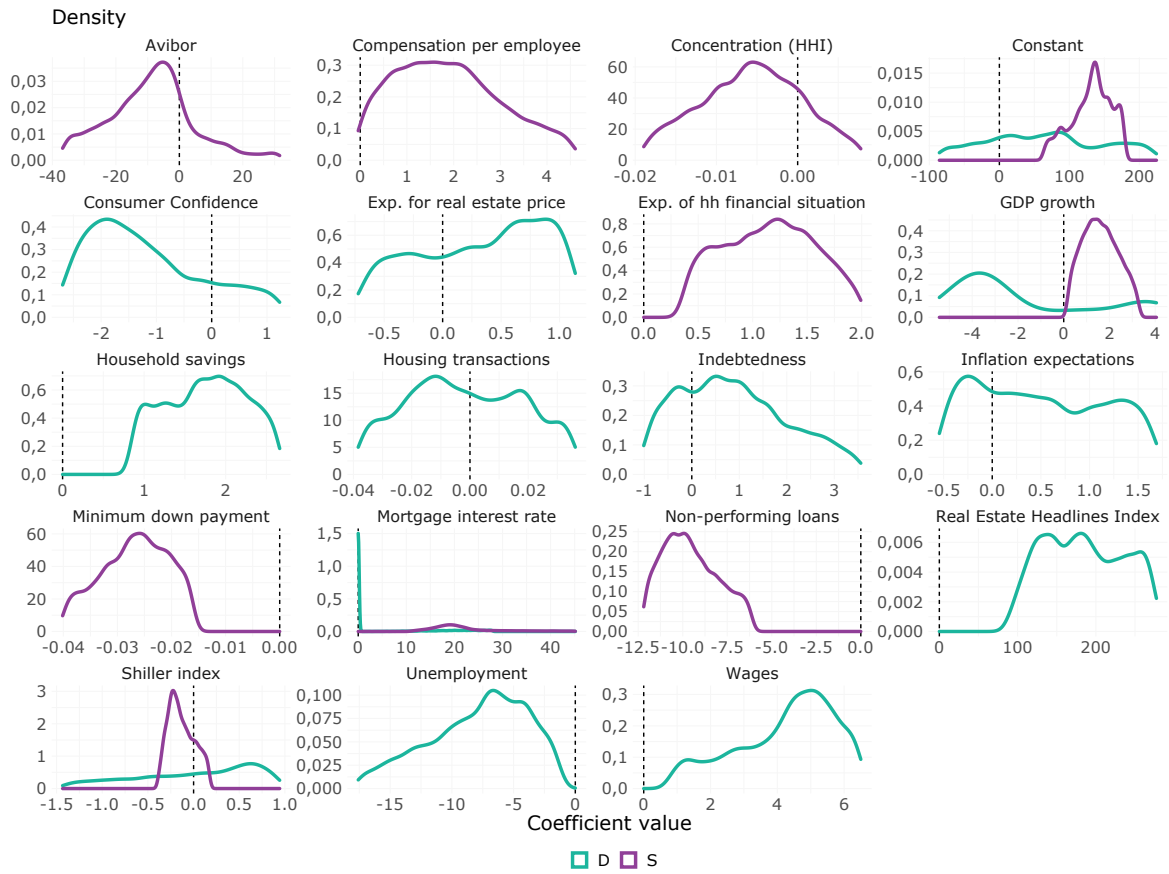 Density
Avibor
Compensation per employee
Concentration (HHI)
Constant
0,03
0,02
0,01
0,00
-40 -20 0 20
0,3
0,2
0,1
0,0
0 1 2 3 4
60
40
20
0
-0.02 -0.01 0.00
0,015
0,010
0,005
0,000
-100 0 100 200
Consumer Confidence
Exp. for real estate price
Exp. of hh financial situation
GDP growth
0,4
0,3
0,2
0,1
0,0
-2 -1 0 1
0,6
0,4
0,2
0,0
-0.5 0.0 0.5 1.0
0,8
0,6
0,4
0,2
0,0
0.0 0.5 1.0 1.5 2.0
0,4
0,3
0,2
0,1
0,0
-4 -2 0 2 4
Household savings
Housing transactions
Indebtedness
Inflation expectations
0,6
0,4
0,2
0,0
0 1 2
15
10
5
0
-0.04 -0.02 0.00 0.02
0,3
0,2
0,1
0,0
-1 0 1 2 3
0,6
0,4
0,2
0,0
-0.5 0.0 0.5 1.0 1.5
Minimum down payment
Mortgage interest rate
Non-performing loans
Real Estate Headlines Index
60
40
20
0
-0.04 -0.03 -0.02 -0.01 0.00
1,5
1,0
0,5
0,0
0 10 20 30 40
0,25
0,20
0,15
0,10
0,05
0,00
-12.5 -10.0 -7.5 -5.0 -2.5 0.0
0,006
0,004
0,002
0,000
0 100 200
Shiller index
Unemployment
Wages
3
2
1
0
-1.5 -1.0 -0.5 0.0 0.5 1.0
0,100
0,075
0,050
0,025
0,000
-15 -10 -5 0
0,3
0,2
0,1
0,0
0 2 4 6
Coefficient value
D S